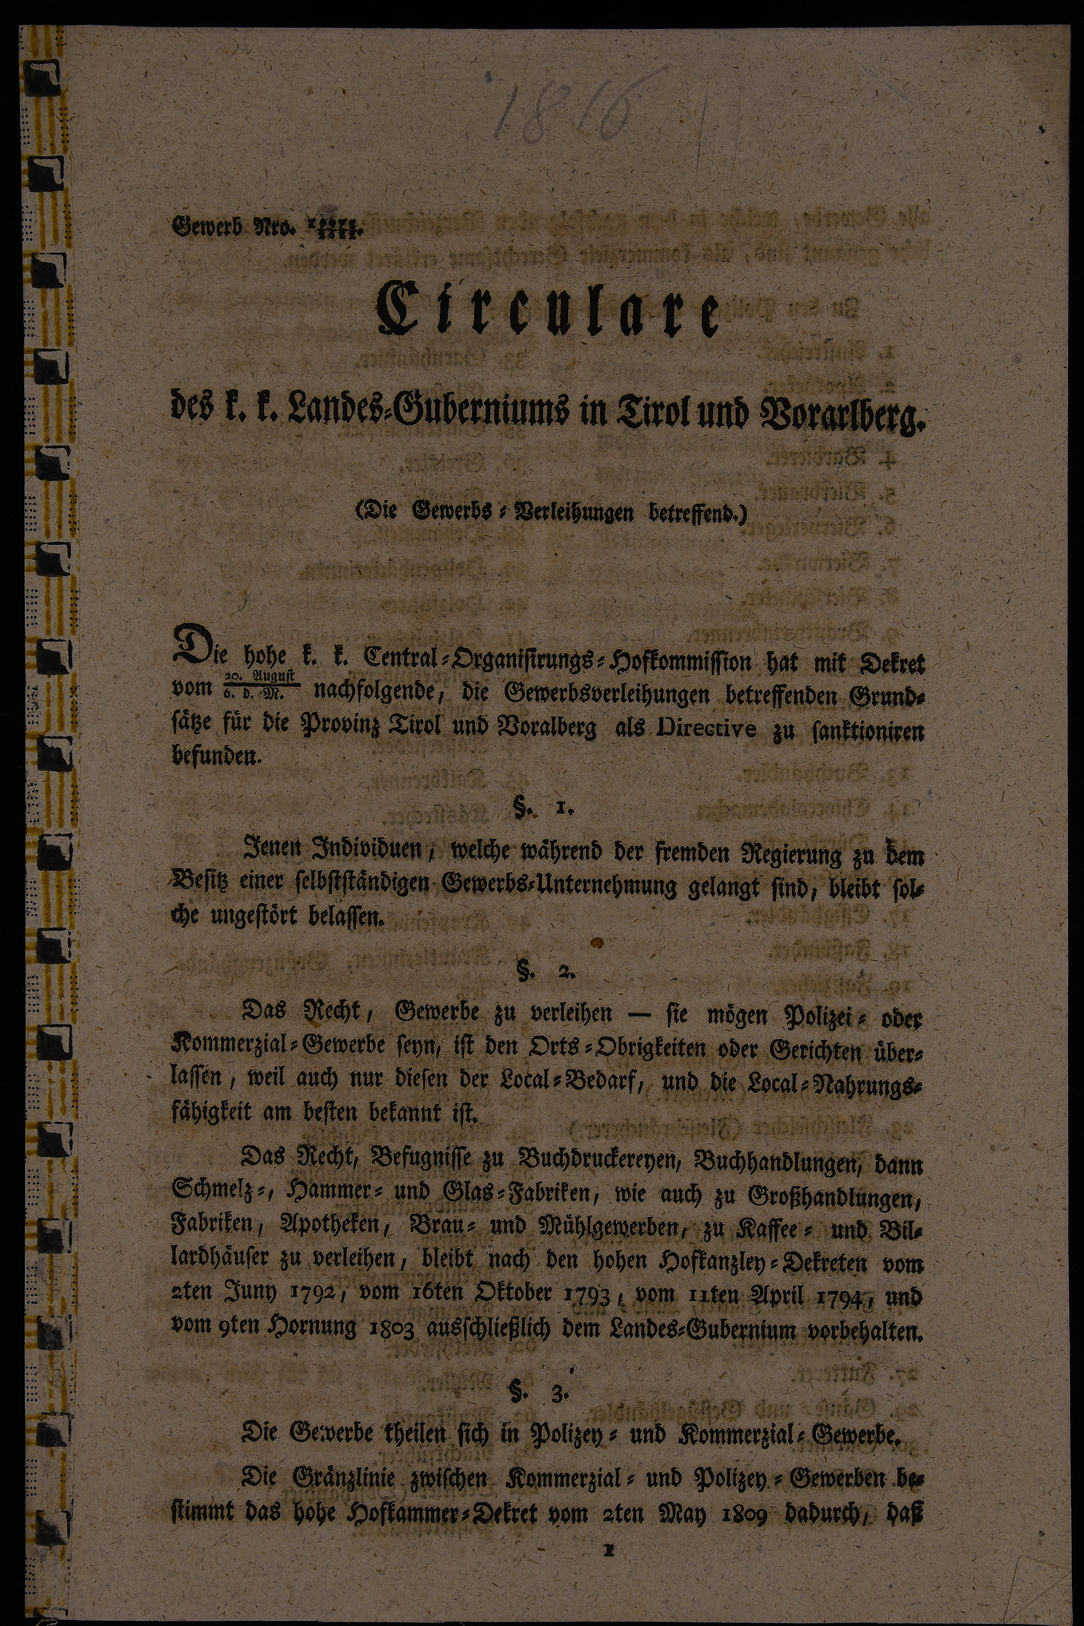 1816
Gewerb Nro.
Circulare
des k. k. Landes-Guberniums in Tirol und Vorarlberg.
(Die Gewerbs-Verleihungen betreffend.)
Die hohe k. k. Central-Organisirungs-Hofkommission hat mit Dekret
vom 20. August / 6. d. M. nachfolgende, die Gewerbsverleihungen betreffenden Grund-
sätze für die Provinz Tirol und Voralberg als Directive zu sanktioniren
befunden.
§. 1.
Jenen Individuen, welche während der fremden Regierung zu dem
Besitz einer selbstständigen Gewerbs-Unternehmung gelangt sind, bleibt sol-
che ungestört belassen.
§. 2.
Das Recht, Gewerbe zu verleihen — sie mögen Polizei- oder
Kommerzial-Gewerbe seyn, ist den Orts-Obrigkeiten oder Gerichten über-
lassen, weil auch nur diesen der Local-Bedarf, und die Local-Nahrungs-
fähigkeit am besten bekannt ist.
Das Recht, Befugnisse zu Buchdruckereyen, Buchhandlungen, dann
Schmelz-, Hammer- und Glas-Fabriken, wie auch zu Großhandlungen,
Fabriken, Apotheken, Brau- und Mühlgewerben, zu Kaffee- und Bil-
lardhäuser zu verleihen, bleibt nach den hohen Hofkanzley-Dekreten vom
2ten Juny 1792, vom 16ten Oktober 1793, vom 11ten April 1794, und
vom 9ten Hornung 1803 ausschließlich dem Landes-Gubernium vorbehalten.
§. 3.
Die Gewerbe theilen sich in Polizey- und Kommerzial-Gewerbe.
Die Gränzlinie zwischen Kommerzial- und Polizey-Gewerben be-
stimmt das hohe Hofkammer-Dekret vom 2ten May 1809 dadurch, daß
1